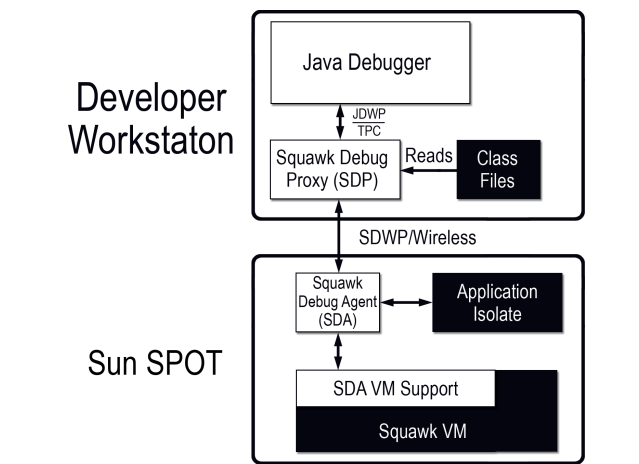 Java Debugger
Developer
Workstaton
JDWP
TPC
Squawk Debug
Proxy (SDP)
Reads
Class
Files
SDWP/Wireless
Squawk
Debug Agent
(SDA)
Application
Isolate
Sun SPOT
SDA VM Support
Squawk VM